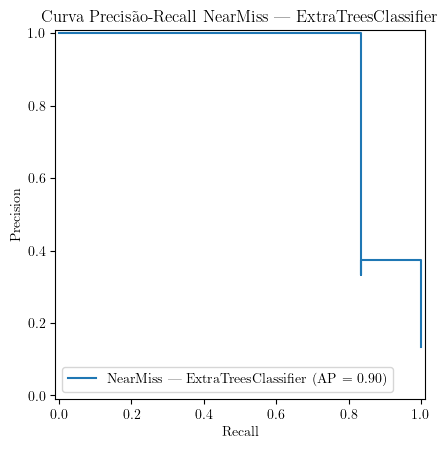 Curva Precisão-Recall NearMiss — ExtraTreesClassifier
1.0
0.8
0.6
0.4
0.2
0.0
Precision
NearMiss — ExtraTreesClassifier (AP = 0.90)
0.0 0.2 0.4 0.6 0.8 1.0
Recall